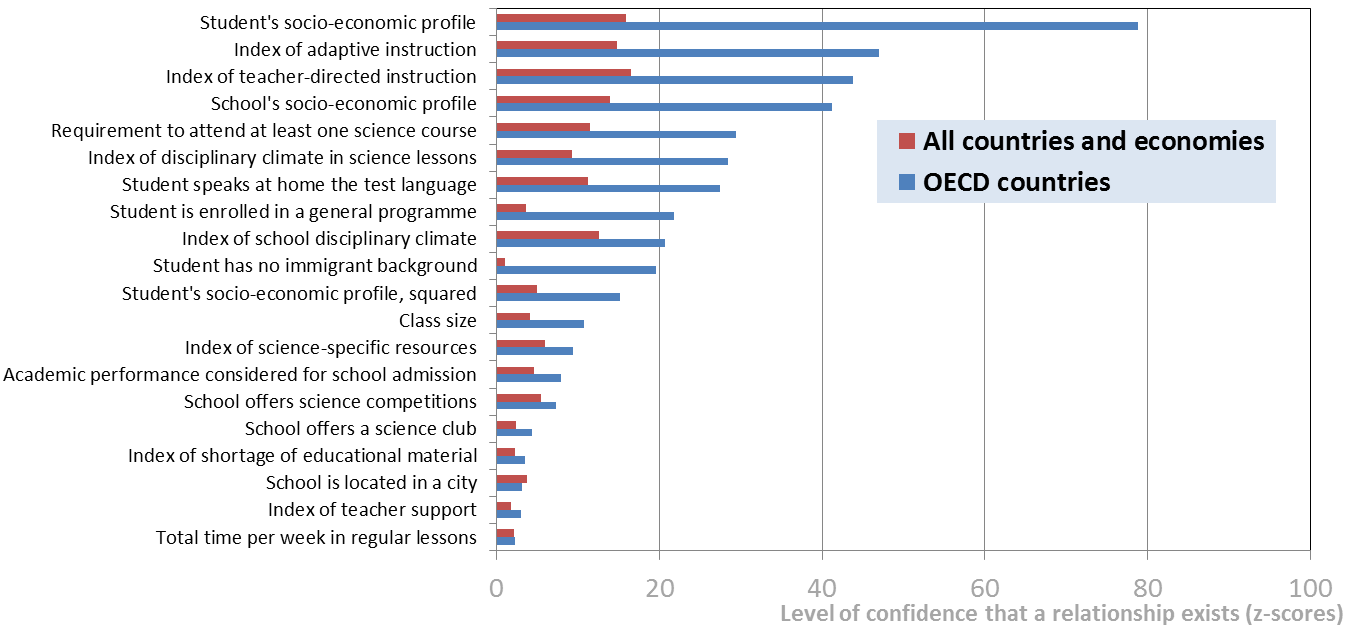 Student's socio-economic profile
Index of adaptive instruction
Index of teacher-directed instruction
School's socio-economic profile
Requirement to attend at least one science course
Index of disciplinary climate in science lessons
Student speaks at home the test language
Student is enrolled in a general programme
Index of school disciplinary climate
Student has no immigrant background
Student's socio-economic profile, squared
Class size
Index of science-specific resources
Academic performance considered for school admission
School offers science competitions
School offers a science club
Index of shortage of educational material
School is located in a city
Index of teacher support
Total time per week in regular lessons
All countries and economies
OECD countries
0 20 40 60 80 100
Level of confidence that a relationship exists (z-scores)